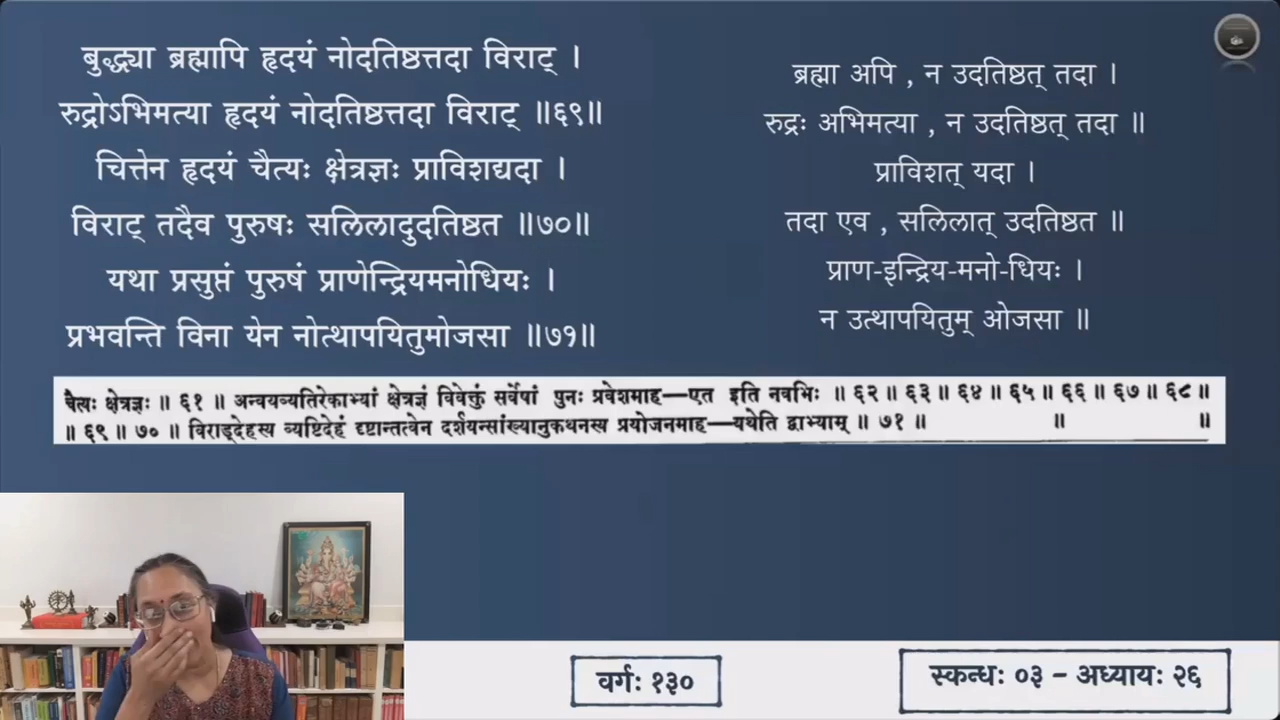 बुद्ध्या ब्रह्मापि हृदयं नोदतिष्ठत्तदा विराट् ।
रुद्रोऽभिमत्या हृदयं नोदतिष्ठत्तदा विराट् ॥६९॥
चित्तेन हृदयं चैत्यः क्षेत्रज्ञः प्राविशद्यदा ।
विराट् तदैव पुरुषः सलिलादुदतिष्ठत ॥७०॥
यथा प्रसुप्तं पुरुषं प्राणेन्द्रियमनोधियः ।
प्रभवन्ति विना येन नोत्थापयितुमोजसा ॥७१॥
ब्रह्मा अपि , न उदतिष्ठत् तदा ।
रुद्रः अभिमत्या , न उदतिष्ठत् तदा ॥
प्राविशत् यदा ।
तदा एव , सलिलात् उदतिष्ठत ॥
प्राण-इन्द्रिय-मनो-धियः ।
न उत्थापयितुम् ओजसा ॥
चैत्यः क्षेत्रज्ञः ॥ ६१ ॥ अन्वयव्यतिरेकाभ्यां क्षेत्रज्ञं विवेक्तुं सर्वेषां पुनः प्रवेशमाह—एत इति नवभिः ॥ ६२ ॥ ६३ ॥ ६४ ॥ ६५ ॥ ६६ ॥ ६७ ॥ ६८ ॥
॥ ६९ ॥ ७० ॥ विराड्देहस्य व्यष्टिदेहं दृष्टान्तत्वेन दर्शयन्सांख्यानुकथनस्य प्रयोजनमाह—यथेति द्वाभ्याम् ॥ ७१ ॥ ॥ ॥
वर्गः १३०
स्कन्धः ०३ - अध्यायः २६